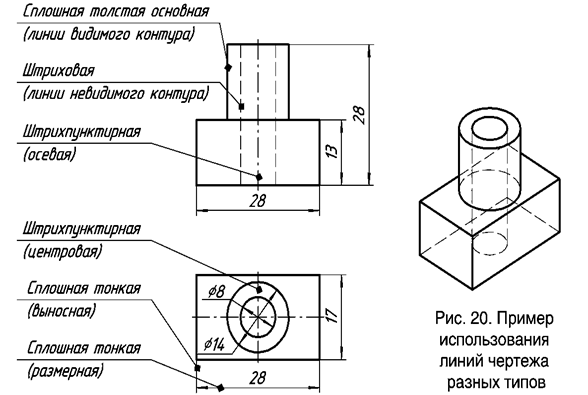 Сплошная толстая основная
(линии видимого контура)
Штриховая
(линии невидимого контура)
Штрихпунктирная
(осевая)
28
13
28
Штрихпунктирная
(центровая)
Сплошная тонкая
(выносная)
Сплошная тонкая
(размерная)
ϕ8
ϕ14
17
28
Рис. 20. Пример
использования
линий чертежа
разных типов